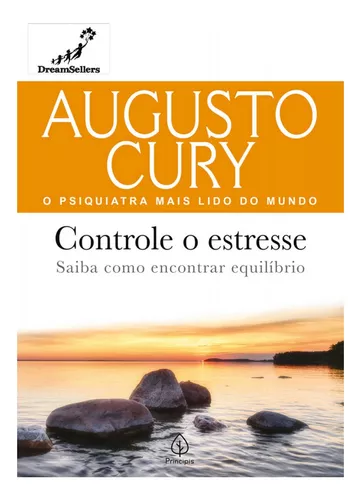 DreamSellers
AUGUSTO
CURY
O PSIQUIATRA MAIS LIDO DO MUNDO
Controle o estresse
Saiba como encontrar equilíbrio
Principis